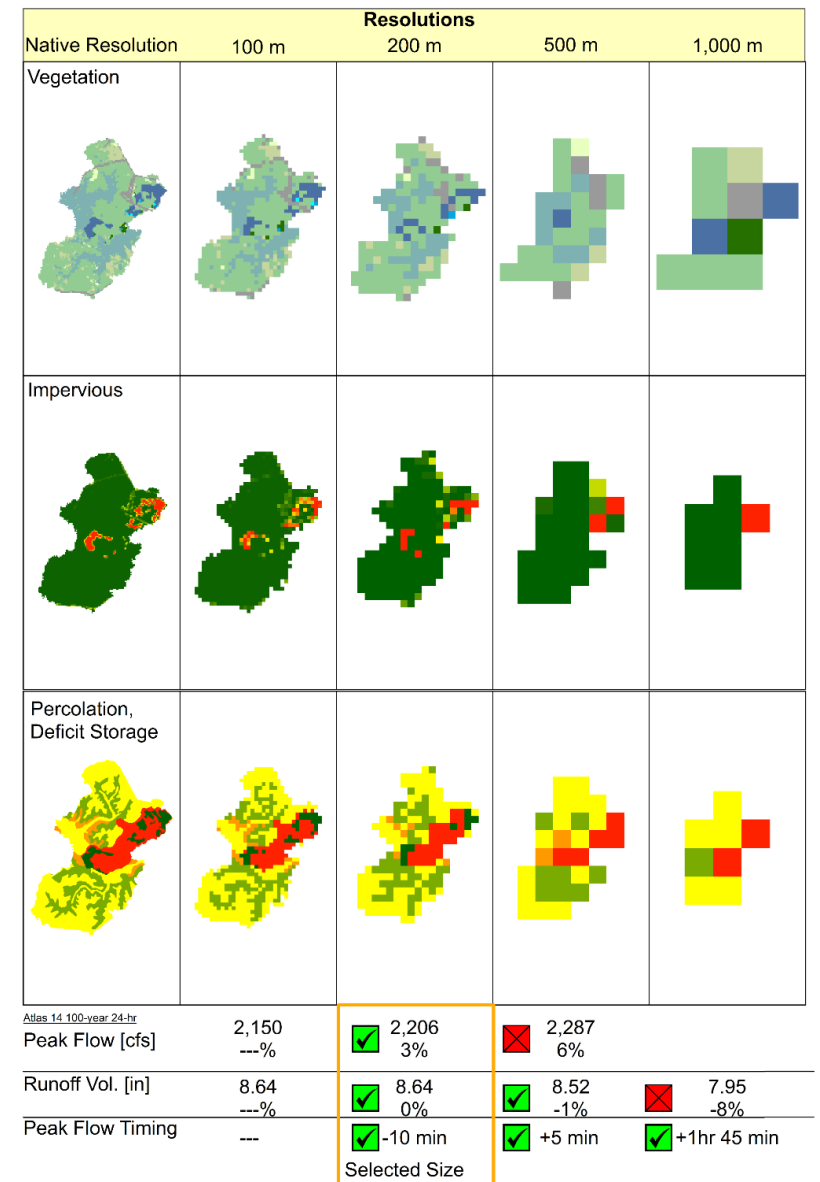 Resolutions
Native Resolution 100 m 200 m 500 m 1,000 m
Vegetation
Impervious
Percolation,
Deficit Storage
Atlas 14 100-year 24-hr
Peak Flow [cfs] 2,150 2,206 2,287
---% 3% 6%
Runoff Vol. [in] 8.64 8.64 8.52 7.95
---% 0% -1% -8%
Peak Flow Timing --- -10 min +5 min +1hr 45 min
Selected Size